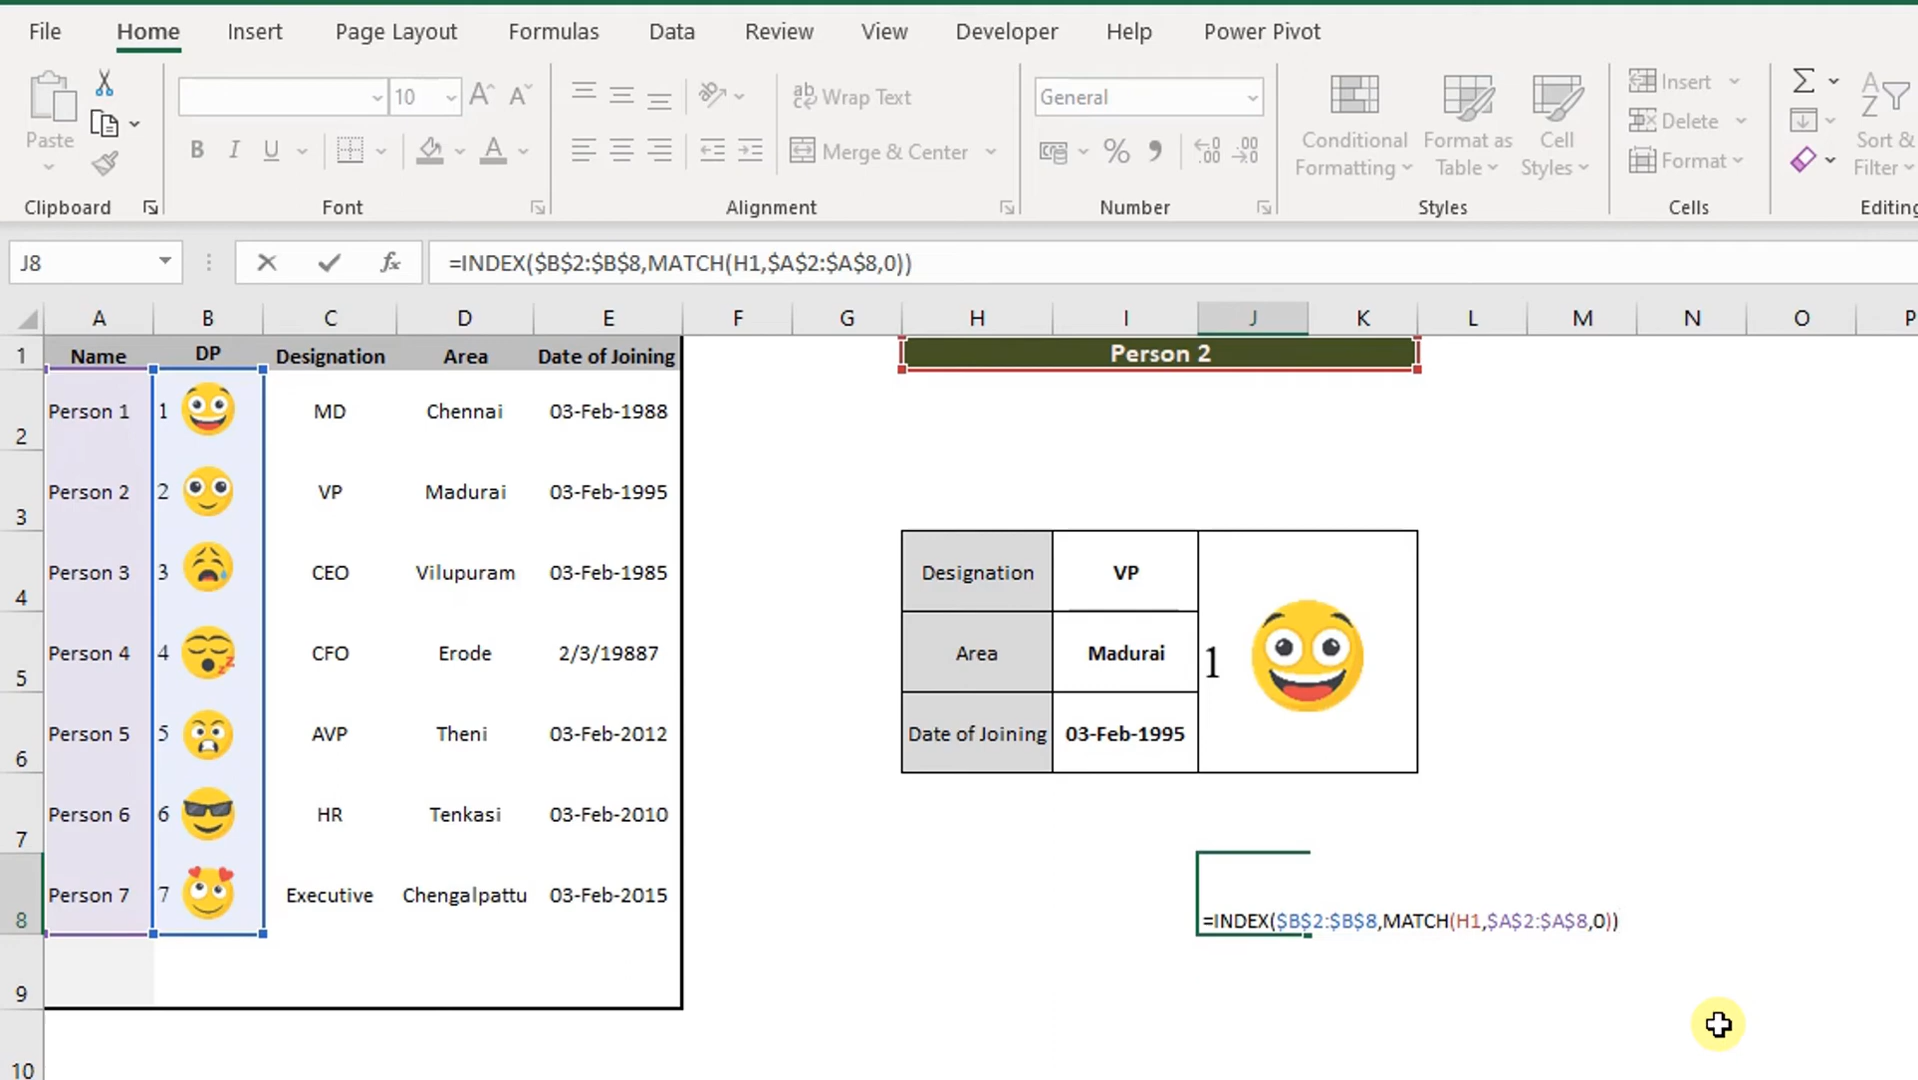 File Home Insert Page Layout Formulas Data Review View Developer Help Power Pivot
10 A^ Aˇ ab Wrap Text General Insert
Paste Delete
B I U A Merge & Center % , Conditional Formatting Format as Table Cell Styles Format Sort & Filter
Clipboard Font Alignment Number Styles Cells Editing
J8 fx =INDEX($B$2:$B$8,MATCH(H1,$A$2:$A$8,0))
A B C D E F G H I J K L M N O P
1 Name DP Designation Area Date of Joining Person 2
2 Person 1 1 MD Chennai 03-Feb-1988
3 Person 2 2 VP Madurai 03-Feb-1995
4 Person 3 3 CEO Vilupuram 03-Feb-1985 Designation VP
5 Person 4 4 CFO Erode 2/3/19887 Area Madurai 1
6 Person 5 5 AVP Theni 03-Feb-2012 Date of Joining 03-Feb-1995
7 Person 6 6 HR Tenkasi 03-Feb-2010
8 Person 7 7 Executive Chengalpattu 03-Feb-2015
=INDEX($B$2:$B$8,MATCH(H1,$A$2:$A$8,0))
9
10